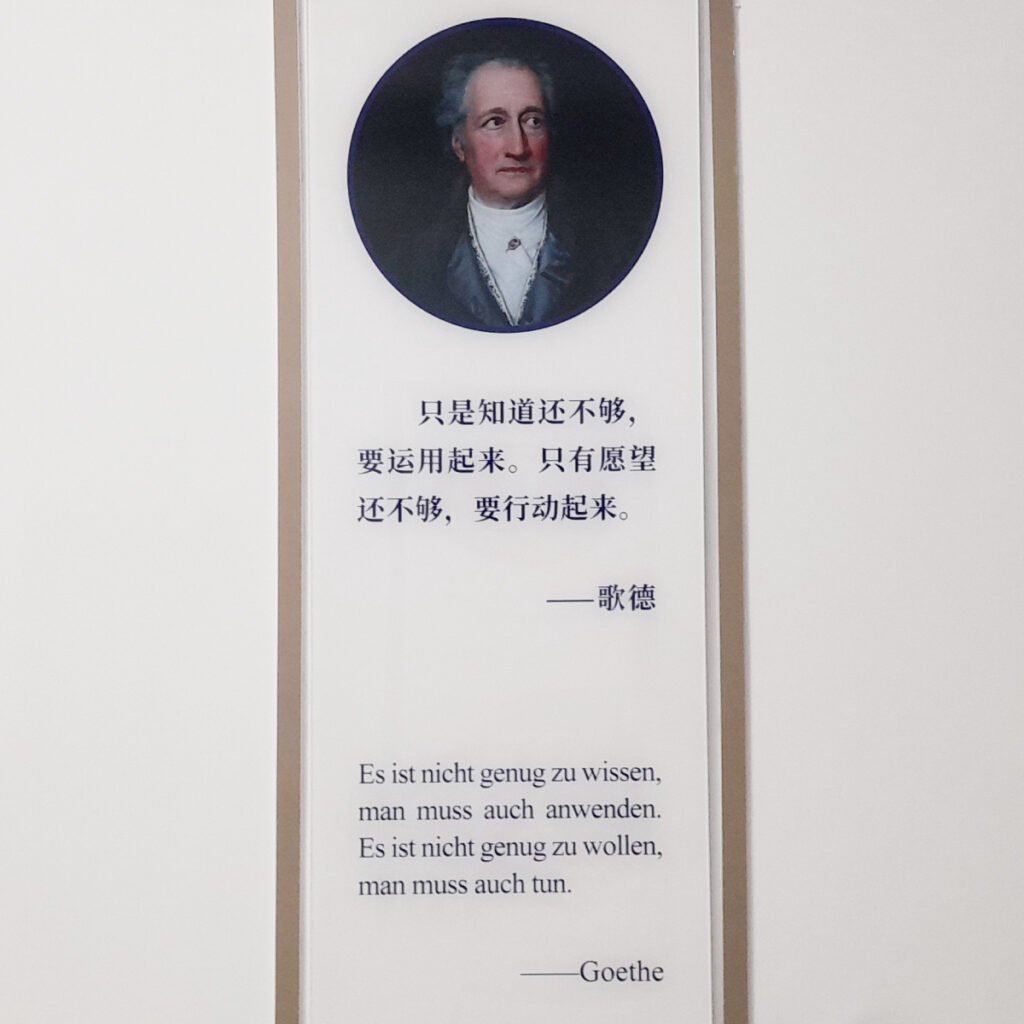 只是知道还不够，
要运用起来。只有愿望
还不够，要行动起来。
——歌德
Es ist nicht genug zu wissen,
man muss auch anwenden.
Es ist nicht genug zu wollen,
man muss auch tun.
——Goethe